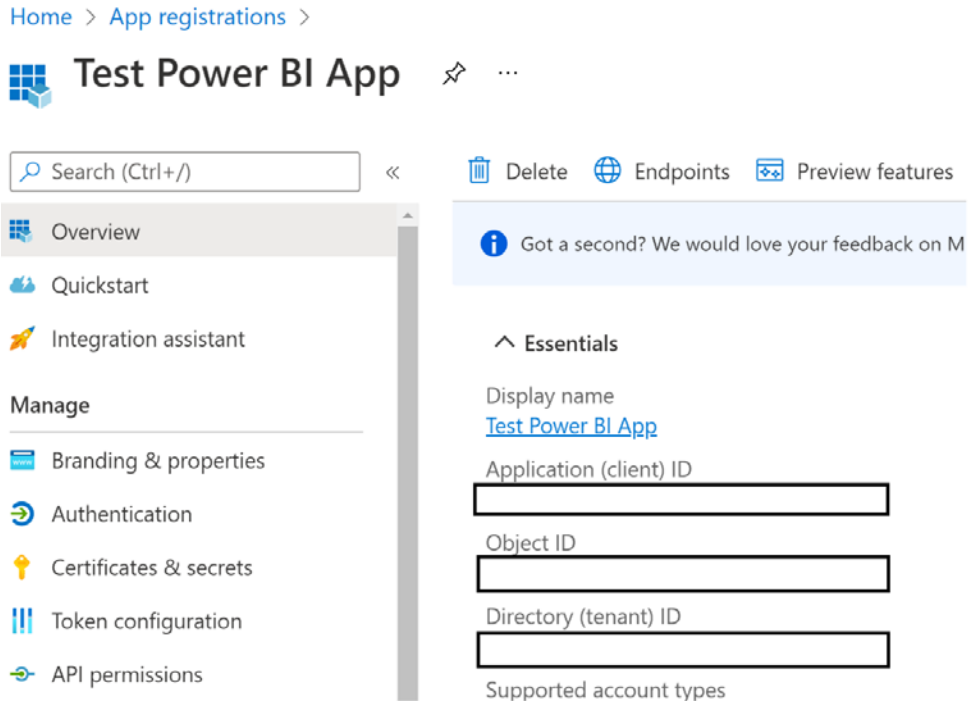 Home > App registrations >
Test Power BI App ...
Search (Ctrl+/) «
Overview
Quickstart
Integration assistant
Manage
Branding & properties
Authentication
Certificates & secrets
Token configuration
API permissions
Delete Endpoints Preview features
Got a second? We would love your feedback on M
Essentials
Display name
Test Power BI App
Application (client) ID
Object ID
Directory (tenant) ID
Supported account types